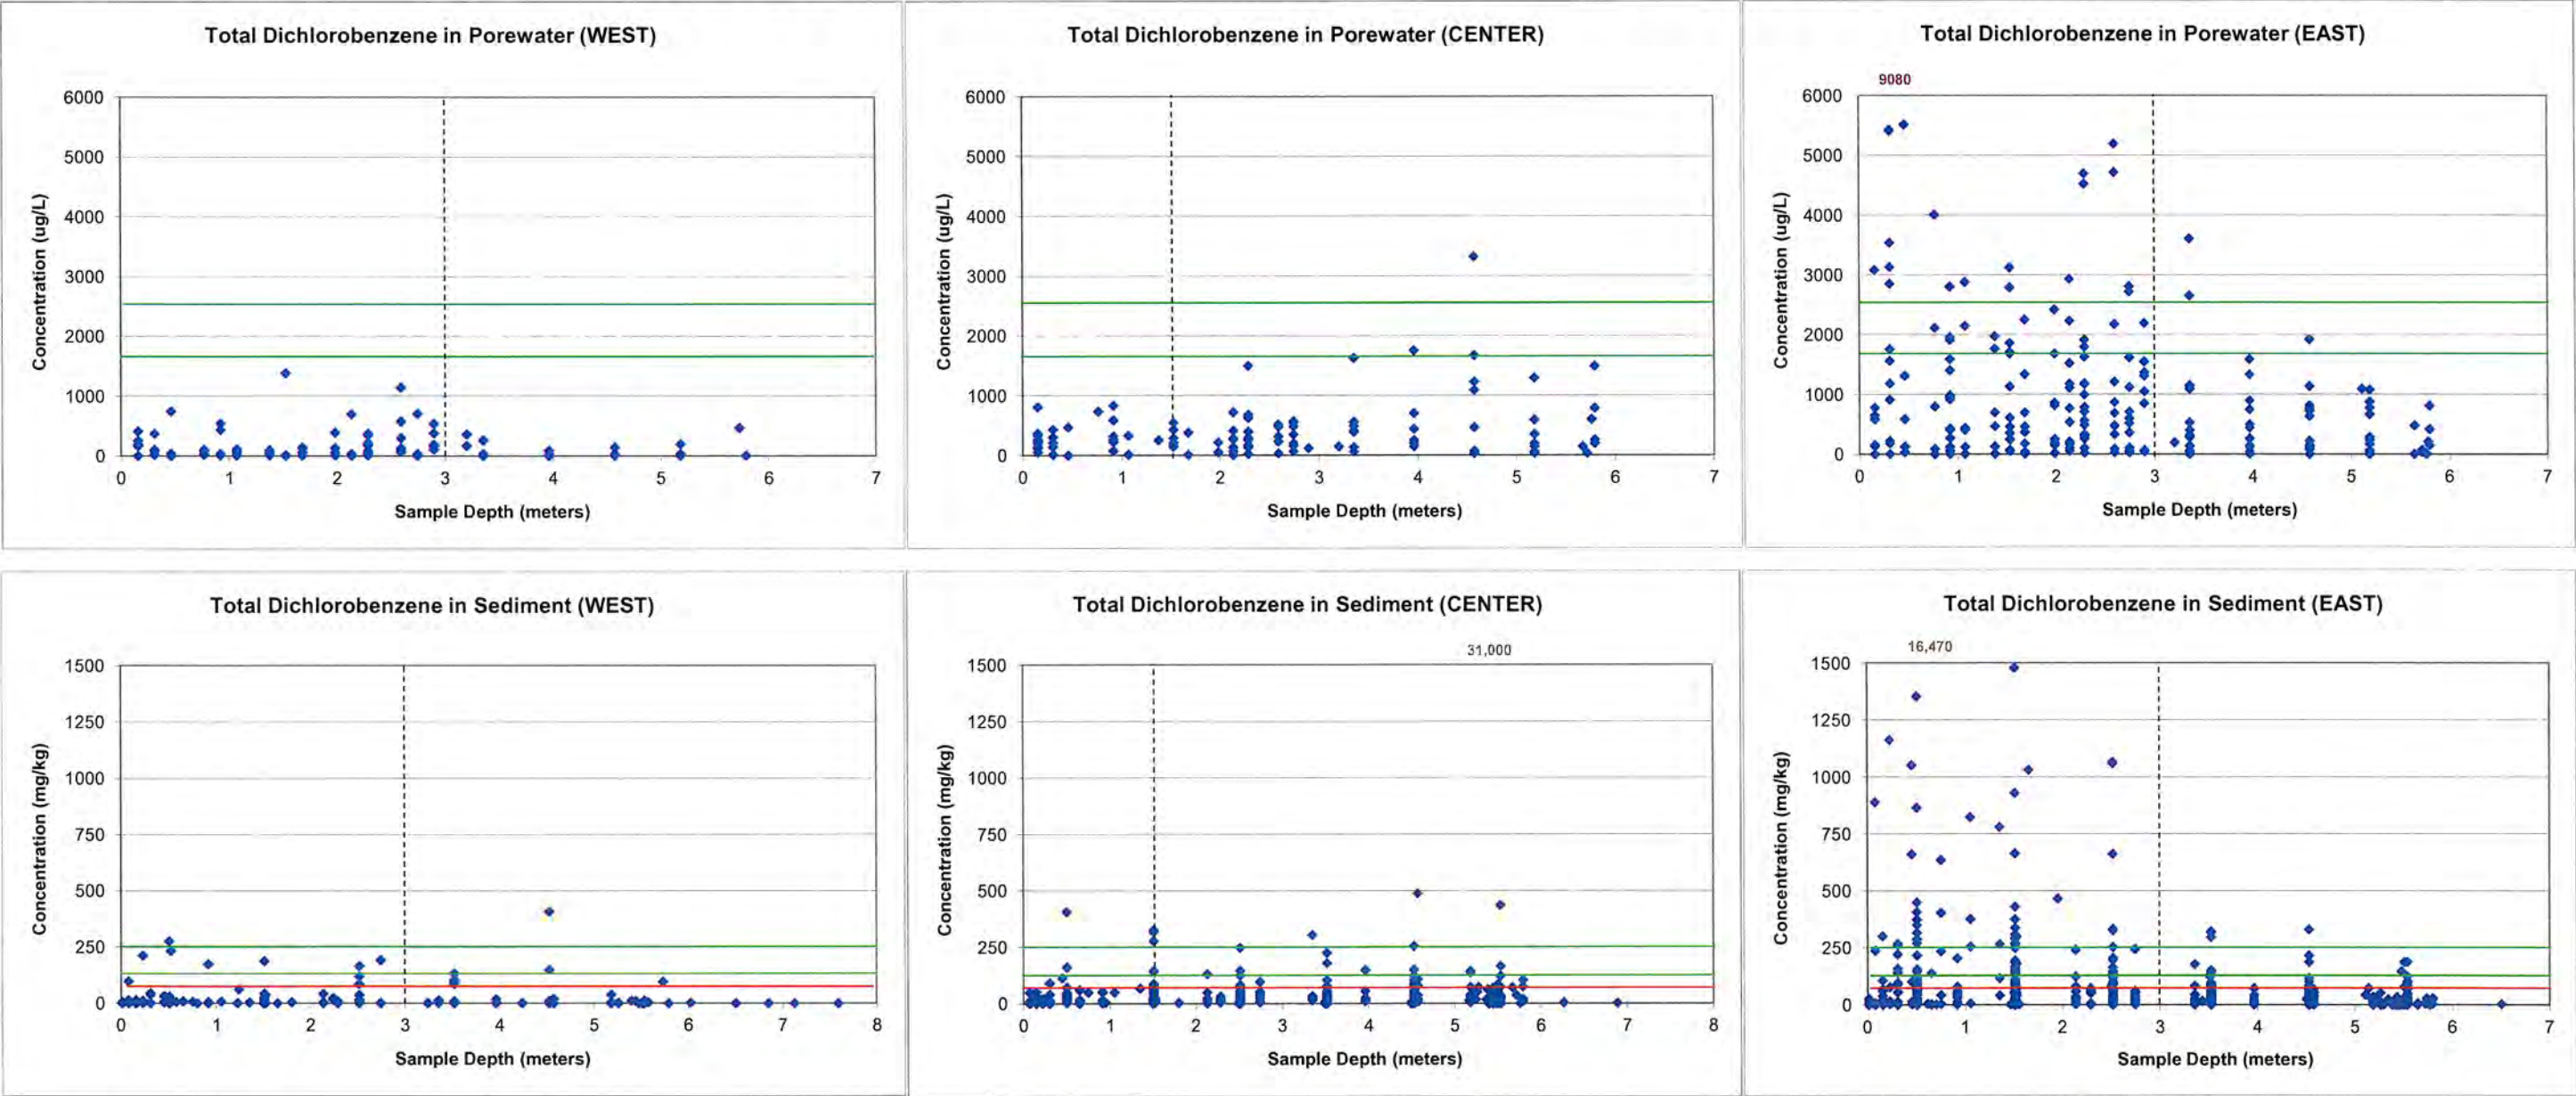 Total Dichlorobenzene in Porewater (WEST)
6000
5000
4000
3000
2000
1000
0
Concentration (ug/L)
0 1 2 3 4 5 6 7
Sample Depth (meters)
Total Dichlorobenzene in Porewater (CENTER)
6000
5000
4000
3000
2000
1000
0
Concentration (ug/L)
0 1 2 3 4 5 6 7
Sample Depth (meters)
Total Dichlorobenzene in Porewater (EAST)
9080
6000
5000
4000
3000
2000
1000
0
Concentration (ug/L)
0 1 2 3 4 5 6 7
Sample Depth (meters)
Total Dichlorobenzene in Sediment (WEST)
1500
1250
1000
750
500
250
0
Concentration (mg/kg)
0 1 2 3 4 5 6 7 8
Sample Depth (meters)
Total Dichlorobenzene in Sediment (CENTER)
31,000
1500
1250
1000
750
500
250
0
Concentration (mg/kg)
0 1 2 3 4 5 6 7 8
Sample Depth (meters)
Total Dichlorobenzene in Sediment (EAST)
16,470
1500
1250
1000
750
500
250
0
Concentration (mg/kg)
0 1 2 3 4 5 6 7
Sample Depth (meters)